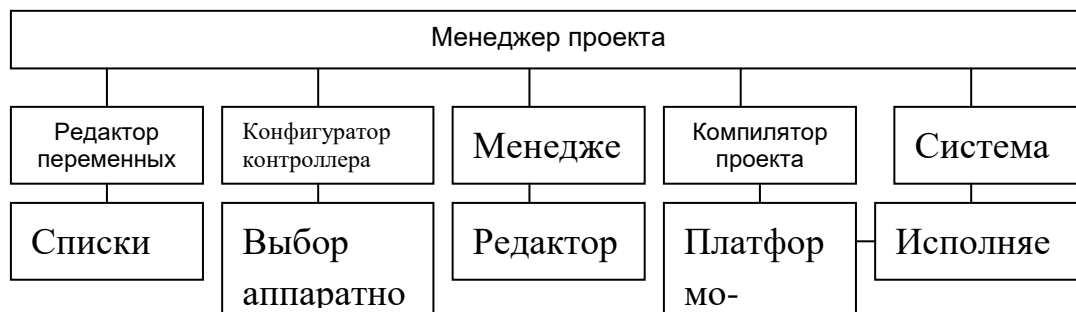 Менеджер проекта
Редактор
переменных
Конфигуратор
контроллера
Менедже
Компилятор
проекта
Система
Списки
Выбор
аппаратно
Редактор
Платфор
мо-
Исполняе